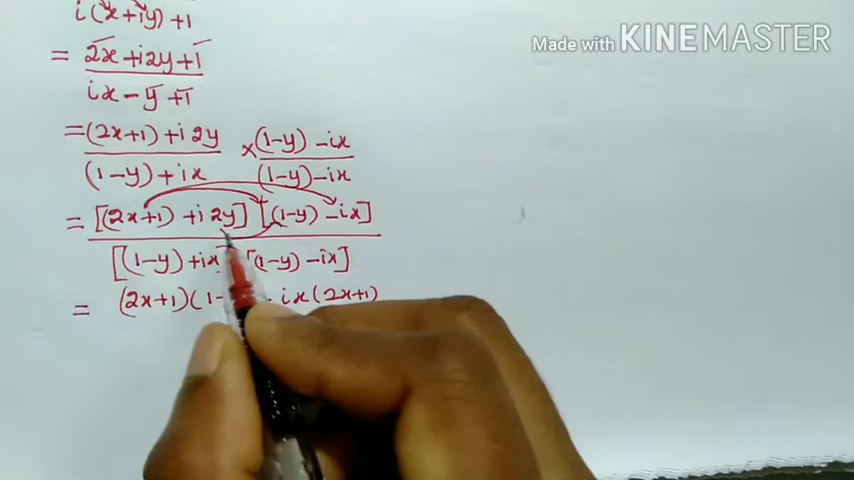 i(x+iy)+1
= 2x+i2y+1
ix-y+1
= (2x+1)+i2y × (1-y)-ix
(1-y)+ix (1-y)-ix
= [(2x+1)+i2y] [(1-y)-ix]
[(1-y)+ix] [(1-y)-ix]
= (2x+1)(1- - ix(2x+1)
Made with KINEMASTER